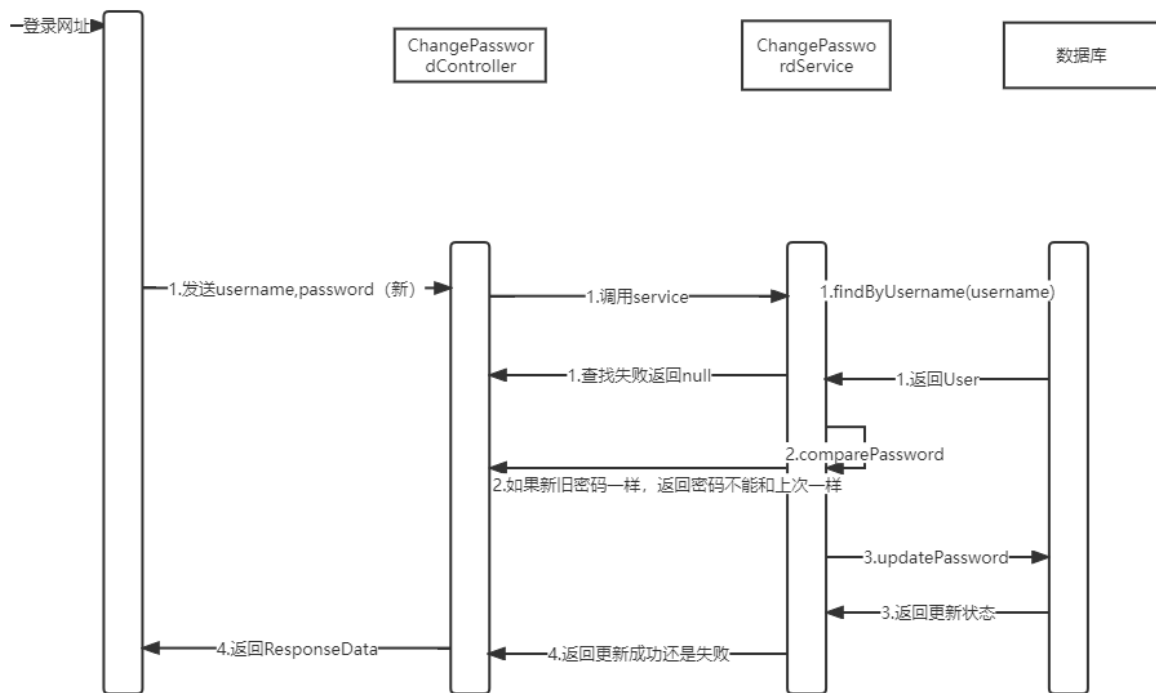 登录网址
ChangePasswor
dController
ChangePasswo
rdService
数据库
1.发送username,password（新）
1.调用service
1.findByUsername(username)
1.查找失败返回null
1.返回User
2.comparePassword
2.如果新旧密码一样，返回密码不能和上次一样
3.updatePassword
3.返回更新状态
4.返回ResponseData
4.返回更新成功还是失败